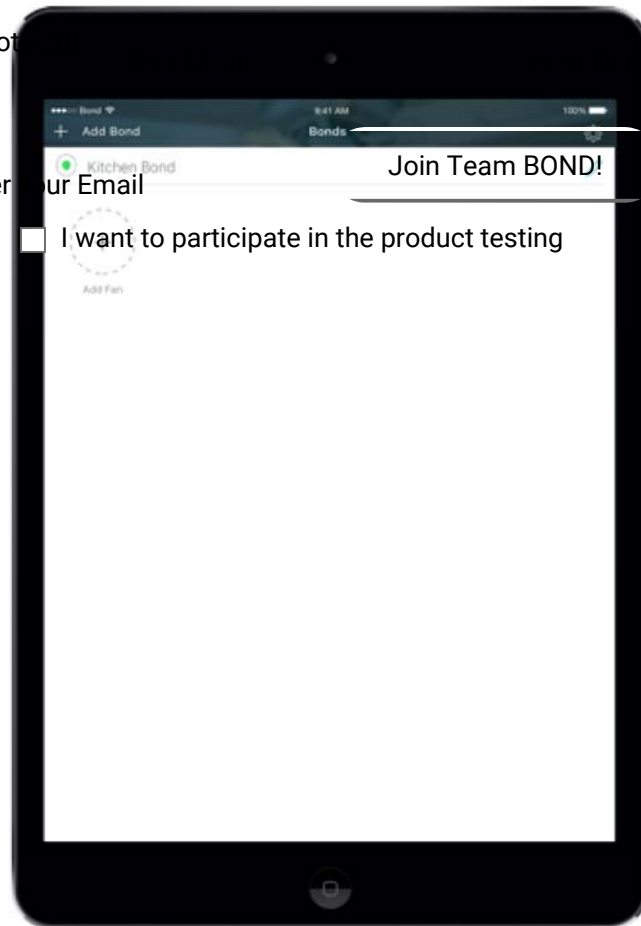 Bond 9:41 AM 100%
+ Add Bond Bonds
Kitchen Bond Join Team BOND!
your Email
I want to participate in the product testing
Add Fan